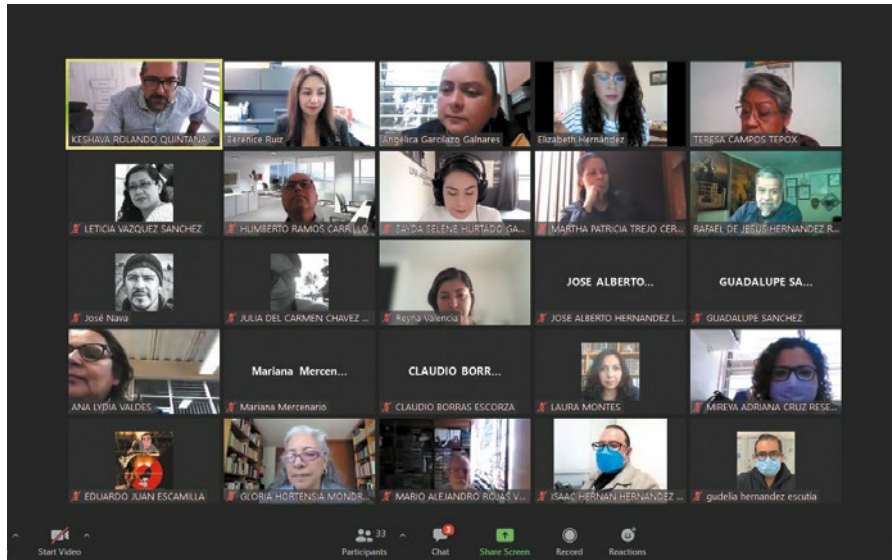 KESHAVA ROLANDO QUINTANA...
Berenice Ruiz
Angélica Garcilazo Galnares
Elizabeth Hernández
TERESA CAMPOS TEPOX
LETICIA VAZQUEZ SANCHEZ
HUMBERTO RAMOS CARRILLO
SAYDA SELENE HURTADO GA...
MARTHA PATRICIA TREJO CER...
RAFAEL DE JESUS HERNANDEZ R...
José Nava
JULIA DEL CARMEN CHAVEZ ...
Reyna Valencia
JOSE ALBERTO...
JOSE ALBERTO HERNANDEZ L...
GUADALUPE SA...
GUADALUPE SANCHEZ
ANA LYDIA VALDES
Mariana Mercen...
Mariana Mercenario
CLAUDIO BORR...
CLAUDIO BORRAS ESCORZA
LAURA MONTES
MIREYA ADRIANA CRUZ RESE...
EDUARDO JUAN ESCAMILLA
GLORIA HORTENSIA MONDR...
MARIO ALEJANDRO ROJAS V...
ISAAC HERNAN HERNANDEZ ...
gudelia hernandez escutia
Start Video
33
Participants
3
Chat
Share Screen
Record
Reactions